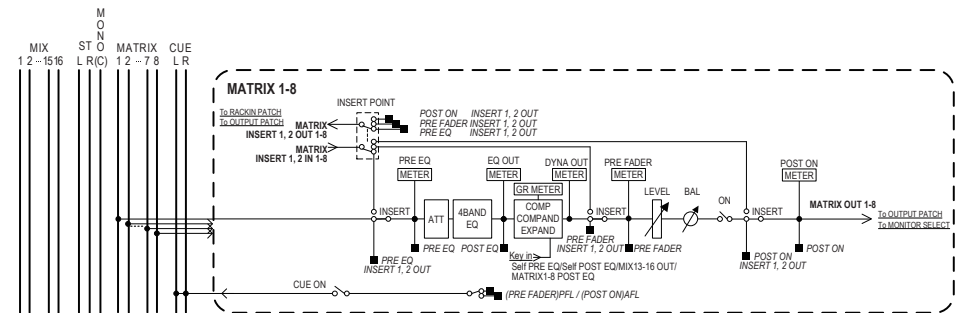 M
O
N
O
(C)
MIX
1 2 ··· 15 16
ST
L R
MATRIX
1 2 ··· 7 8
CUE
L R
MATRIX 1-8
INSERT POINT
To RACKIN PATCH
To OUTPUT PATCH
MATRIX
INSERT 1, 2 OUT 1-8
MATRIX
INSERT 1, 2 IN 1-8
POST ON INSERT 1, 2 OUT
PRE FADER INSERT 1, 2 OUT
PRE EQ INSERT 1, 2 OUT
PRE EQ
METER
EQ OUT
METER
DYNA OUT
METER
GR METER
PRE FADER
METER
POST ON
METER
INSERT
ATT
4BAND
EQ
COMP
COMPAND
EXPAND
INSERT
LEVEL
BAL
ON
INSERT
MATRIX OUT 1-8
To OUTPUT PATCH
To MONITOR SELECT
PRE EQ
INSERT 1, 2 OUT
PRE EQ
POST EQ
Key in
Self PRE EQ/Self POST EQ/MIX13-16 OUT/
MATRIX1-8 POST EQ
PRE FADER
INSERT 1, 2 OUT
PRE FADER
POST ON
INSERT 1, 2 OUT
POST ON
CUE ON
(PRE FADER)PFL / (POST ON)AFL